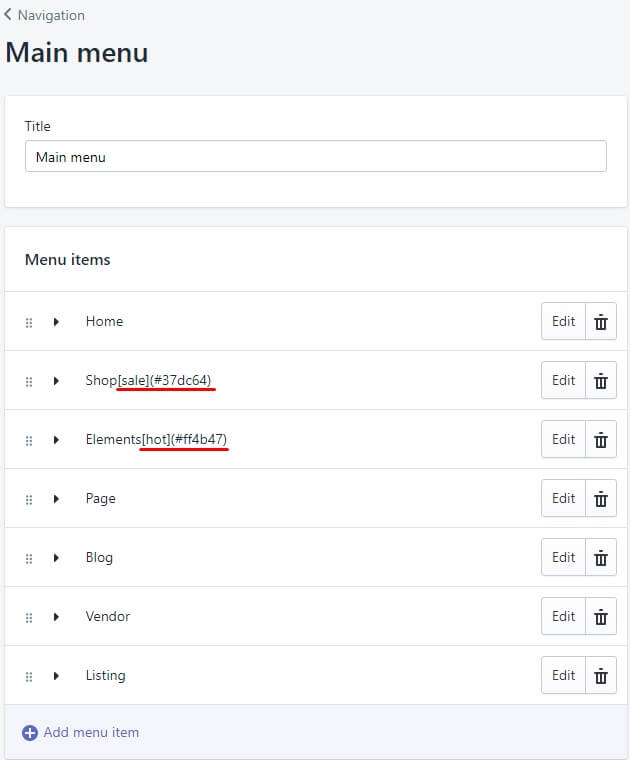 Navigation
Main menu
Title
Main menu
Menu items
Home Edit
Shop[sale](#37dc64) Edit
Elements[hot](#ff4b47) Edit
Page Edit
Blog Edit
Vendor Edit
Listing Edit
Add menu item